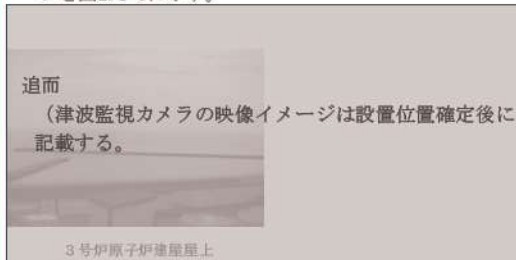 追而
（津波監視カメラの映像イメージは設置位置確定後に
記載する。
3号炉原子炉建屋屋上